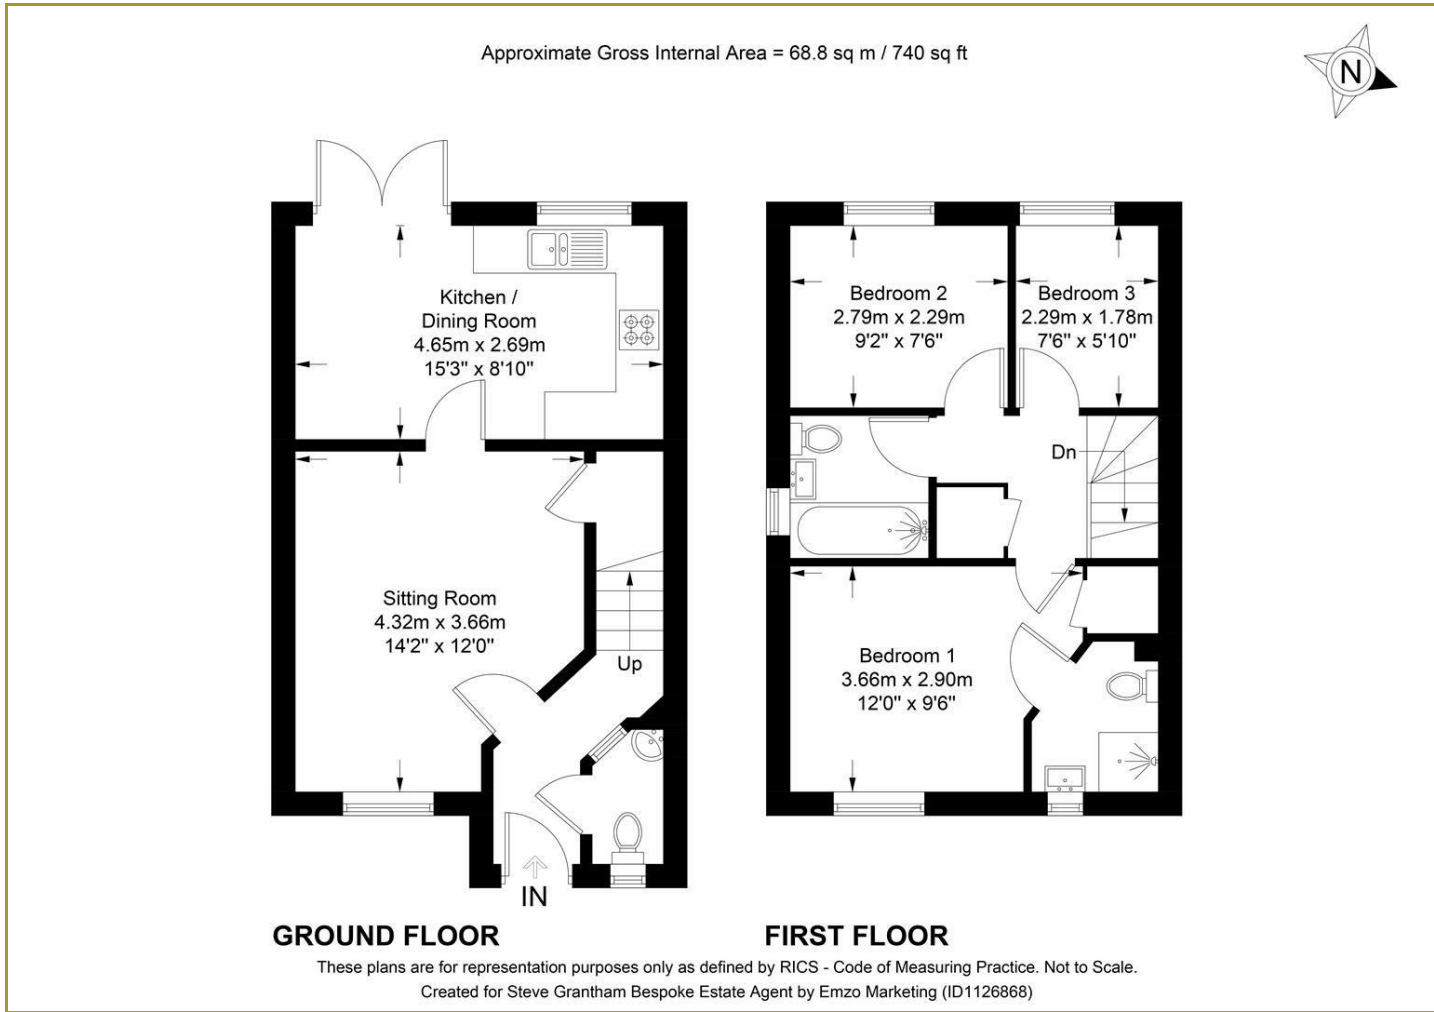 Approximate Gross Internal Area = 68.8 sq m / 740 sq ft
N
Kitchen /
Dining Room
4.65m x 2.69m
15'3" x 8'10"
Sitting Room
4.32m x 3.66m
14'2" x 12'0"
Up
IN
Bedroom 2
2.79m x 2.29m
9'2" x 7'6"
Bedroom 3
2.29m x 1.78m
7'6" x 5'10"
Dn
Bedroom 1
3.66m x 2.90m
12'0" x 9'6"
GROUND FLOOR
FIRST FLOOR
These plans are for representation purposes only as defined by RICS - Code of Measuring Practice. Not to Scale.
Created for Steve Grantham Bespoke Estate Agent by Emzo Marketing (ID1126868)